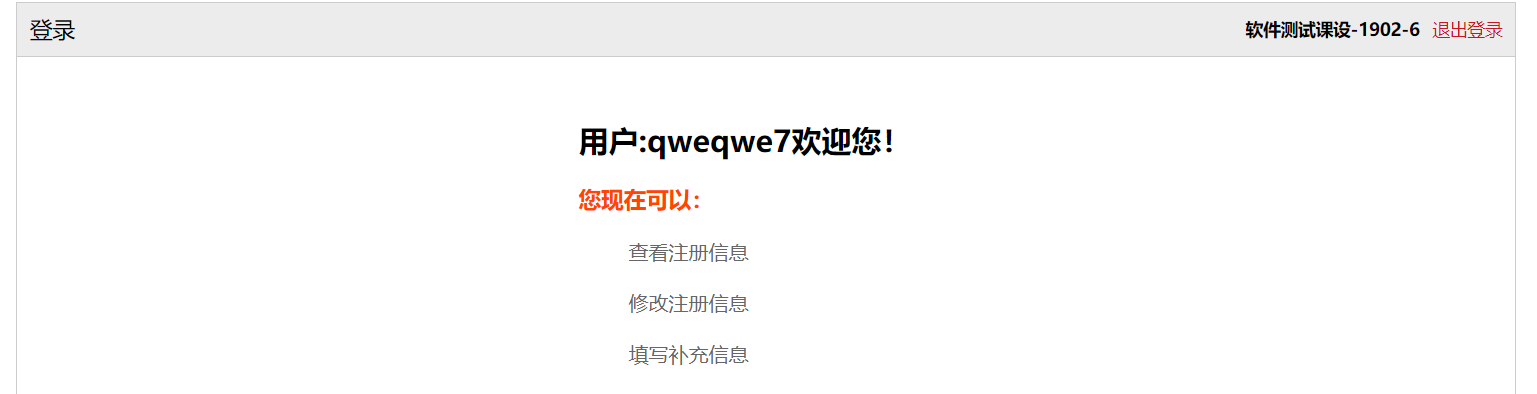 登录
软件测试课设-1902-6 退出登录
用户:qweqwe7欢迎您！
您现在可以：
查看注册信息
修改注册信息
填写补充信息